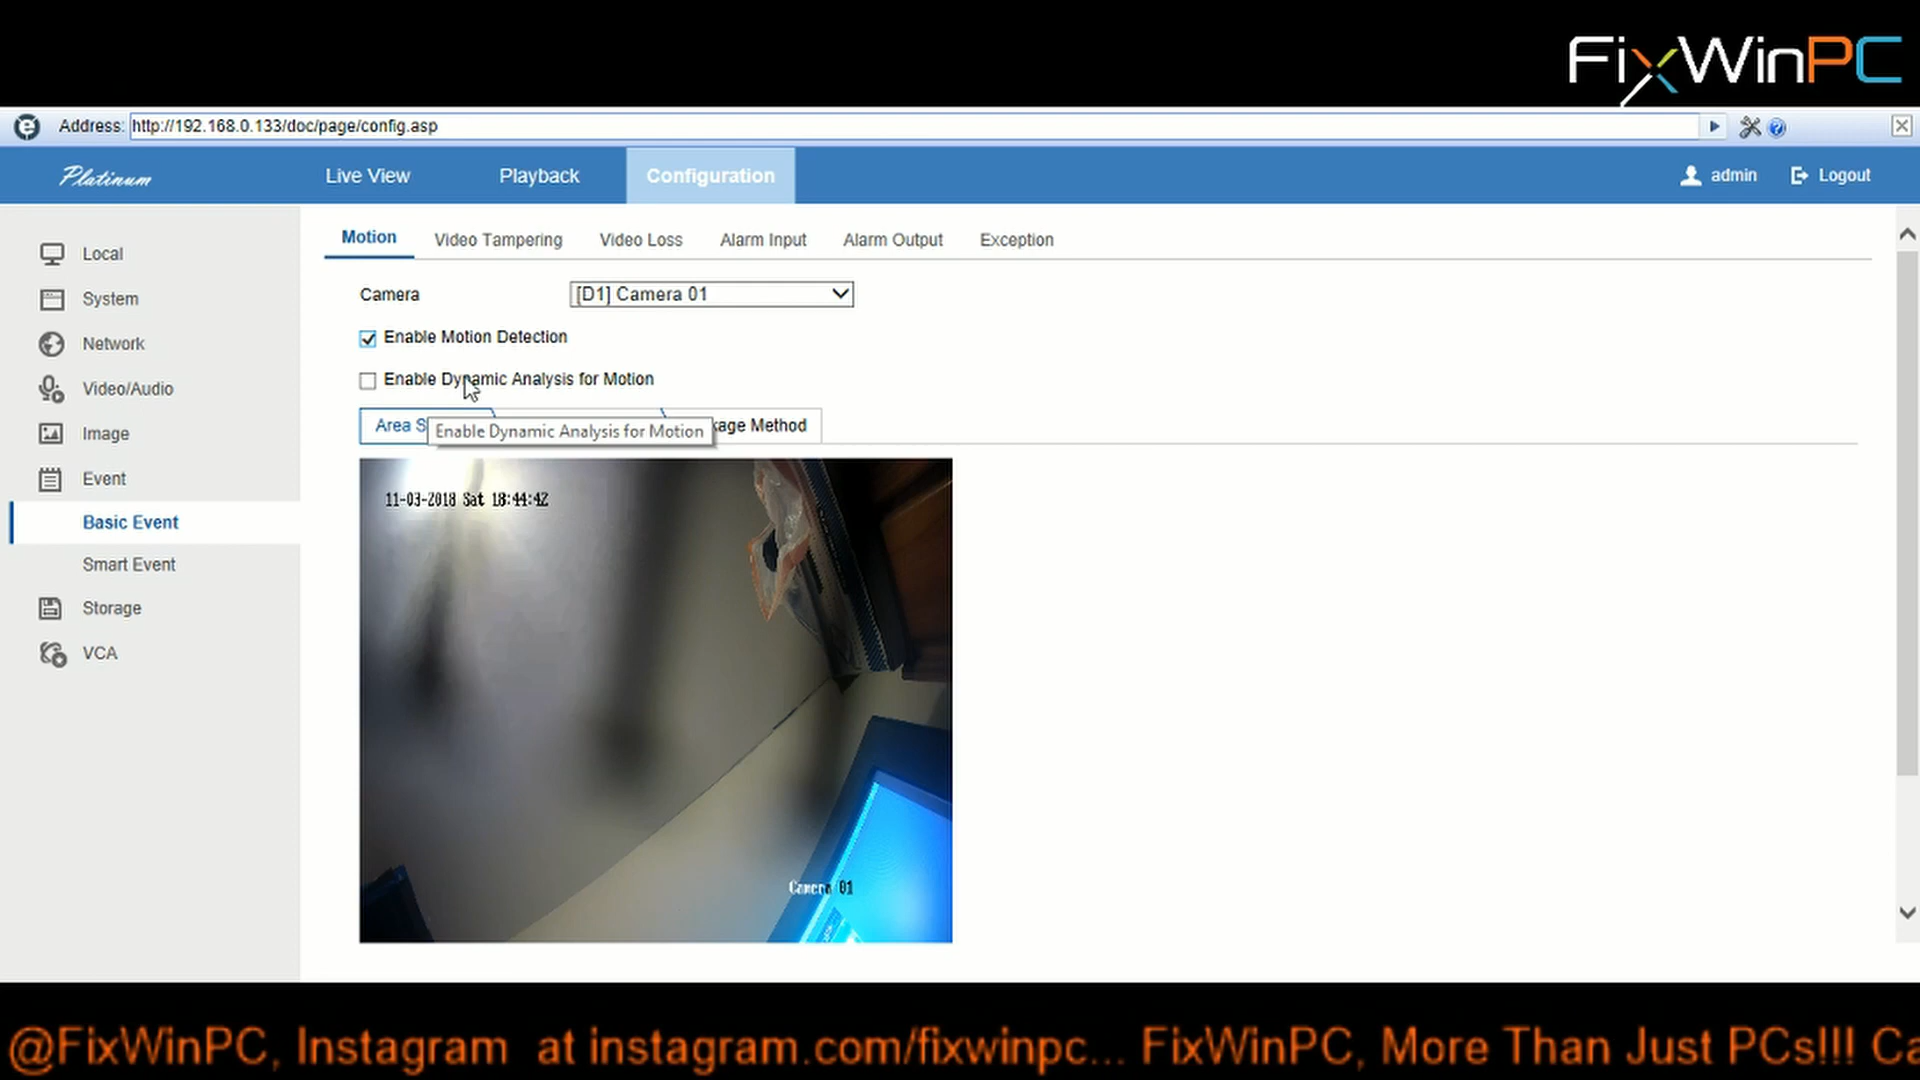 FixWinPC
Address: http://192.168.0.133/doc/page/config.asp
Platinum
Live View
Playback
Configuration
admin
Logout
Local
System
Network
Video/Audio
Image
Event
Basic Event
Smart Event
Storage
VCA
Motion
Video Tampering
Video Loss
Alarm Input
Alarm Output
Exception
Camera
[D1] Camera 01
Enable Motion Detection
Enable Dynamic Analysis for Motion
Area S
Enable Dynamic Analysis for Motion
kage Method
11-03-2018 Sat 18:44:42
Camera 01
@FixWinPC, Instagram at instagram.com/fixwinpc... FixWinPC, More Than Just PCs!!! Ca